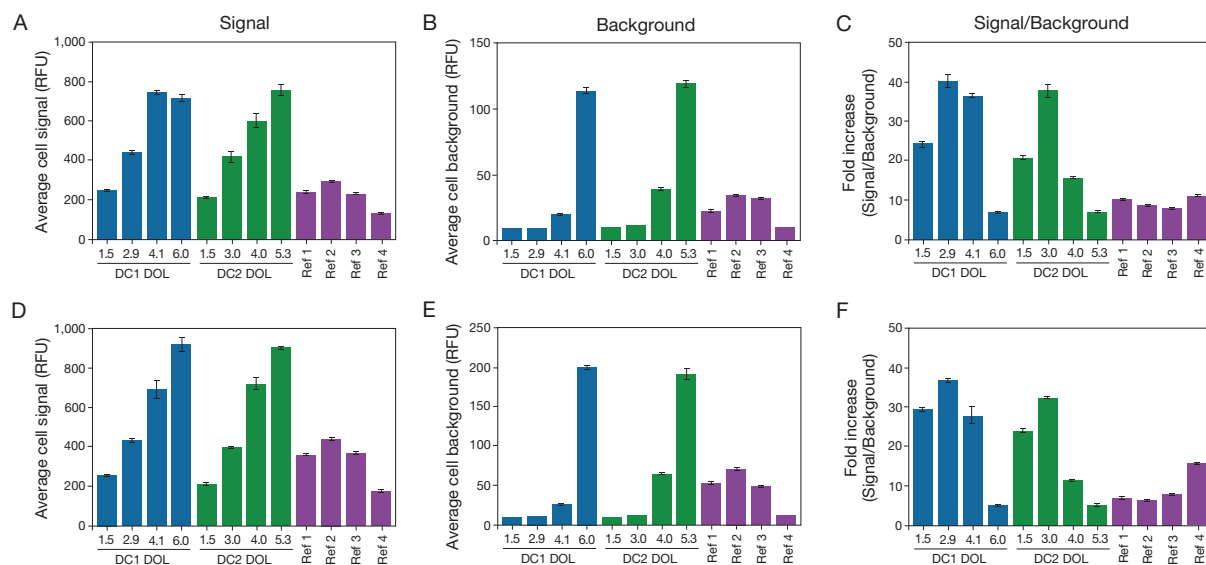 A
Signal
Average cell signal (RFU)
1,000
800
600
400
200
0
1.5 2.9 4.1 6.0 1.5 3.0 4.0 5.3 Ref 1 Ref 2 Ref 3 Ref 4
DC1 DOL DC2 DOL
B
Background
Average cell background (RFU)
150
100
50
0
1.5 2.9 4.1 6.0 1.5 3.0 4.0 5.3 Ref 1 Ref 2 Ref 3 Ref 4
DC1 DOL DC2 DOL
C
Signal/Background
Fold increase
(Signal/Background)
50
40
30
20
10
0
1.5 2.9 4.1 6.0 1.5 3.0 4.0 5.3 Ref 1 Ref 2 Ref 3 Ref 4
DC1 DOL DC2 DOL
D
Average cell signal (RFU)
1,000
800
600
400
200
0
1.5 2.9 4.1 6.0 1.5 3.0 4.0 5.3 Ref 1 Ref 2 Ref 3 Ref 4
DC1 DOL DC2 DOL
E
Average cell background (RFU)
250
200
150
100
50
0
1.5 2.9 4.1 6.0 1.5 3.0 4.0 5.3 Ref 1 Ref 2 Ref 3 Ref 4
DC1 DOL DC2 DOL
F
Fold increase
(Signal/Background)
50
40
30
20
10
0
1.5 2.9 4.1 6.0 1.5 3.0 4.0 5.3 Ref 1 Ref 2 Ref 3 Ref 4
DC1 DOL DC2 DOL